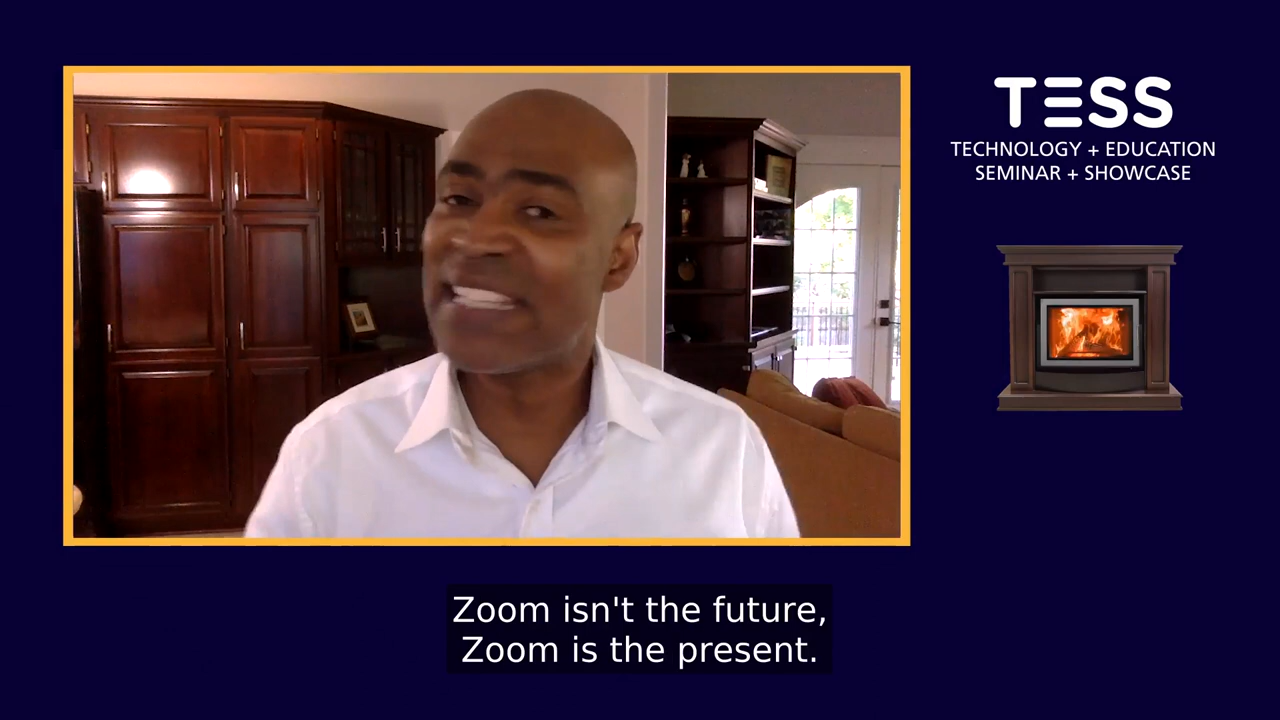 TESS
TECHNOLOGY + EDUCATION
SEMINAR + SHOWCASE
Zoom isn't the future,
Zoom is the present.